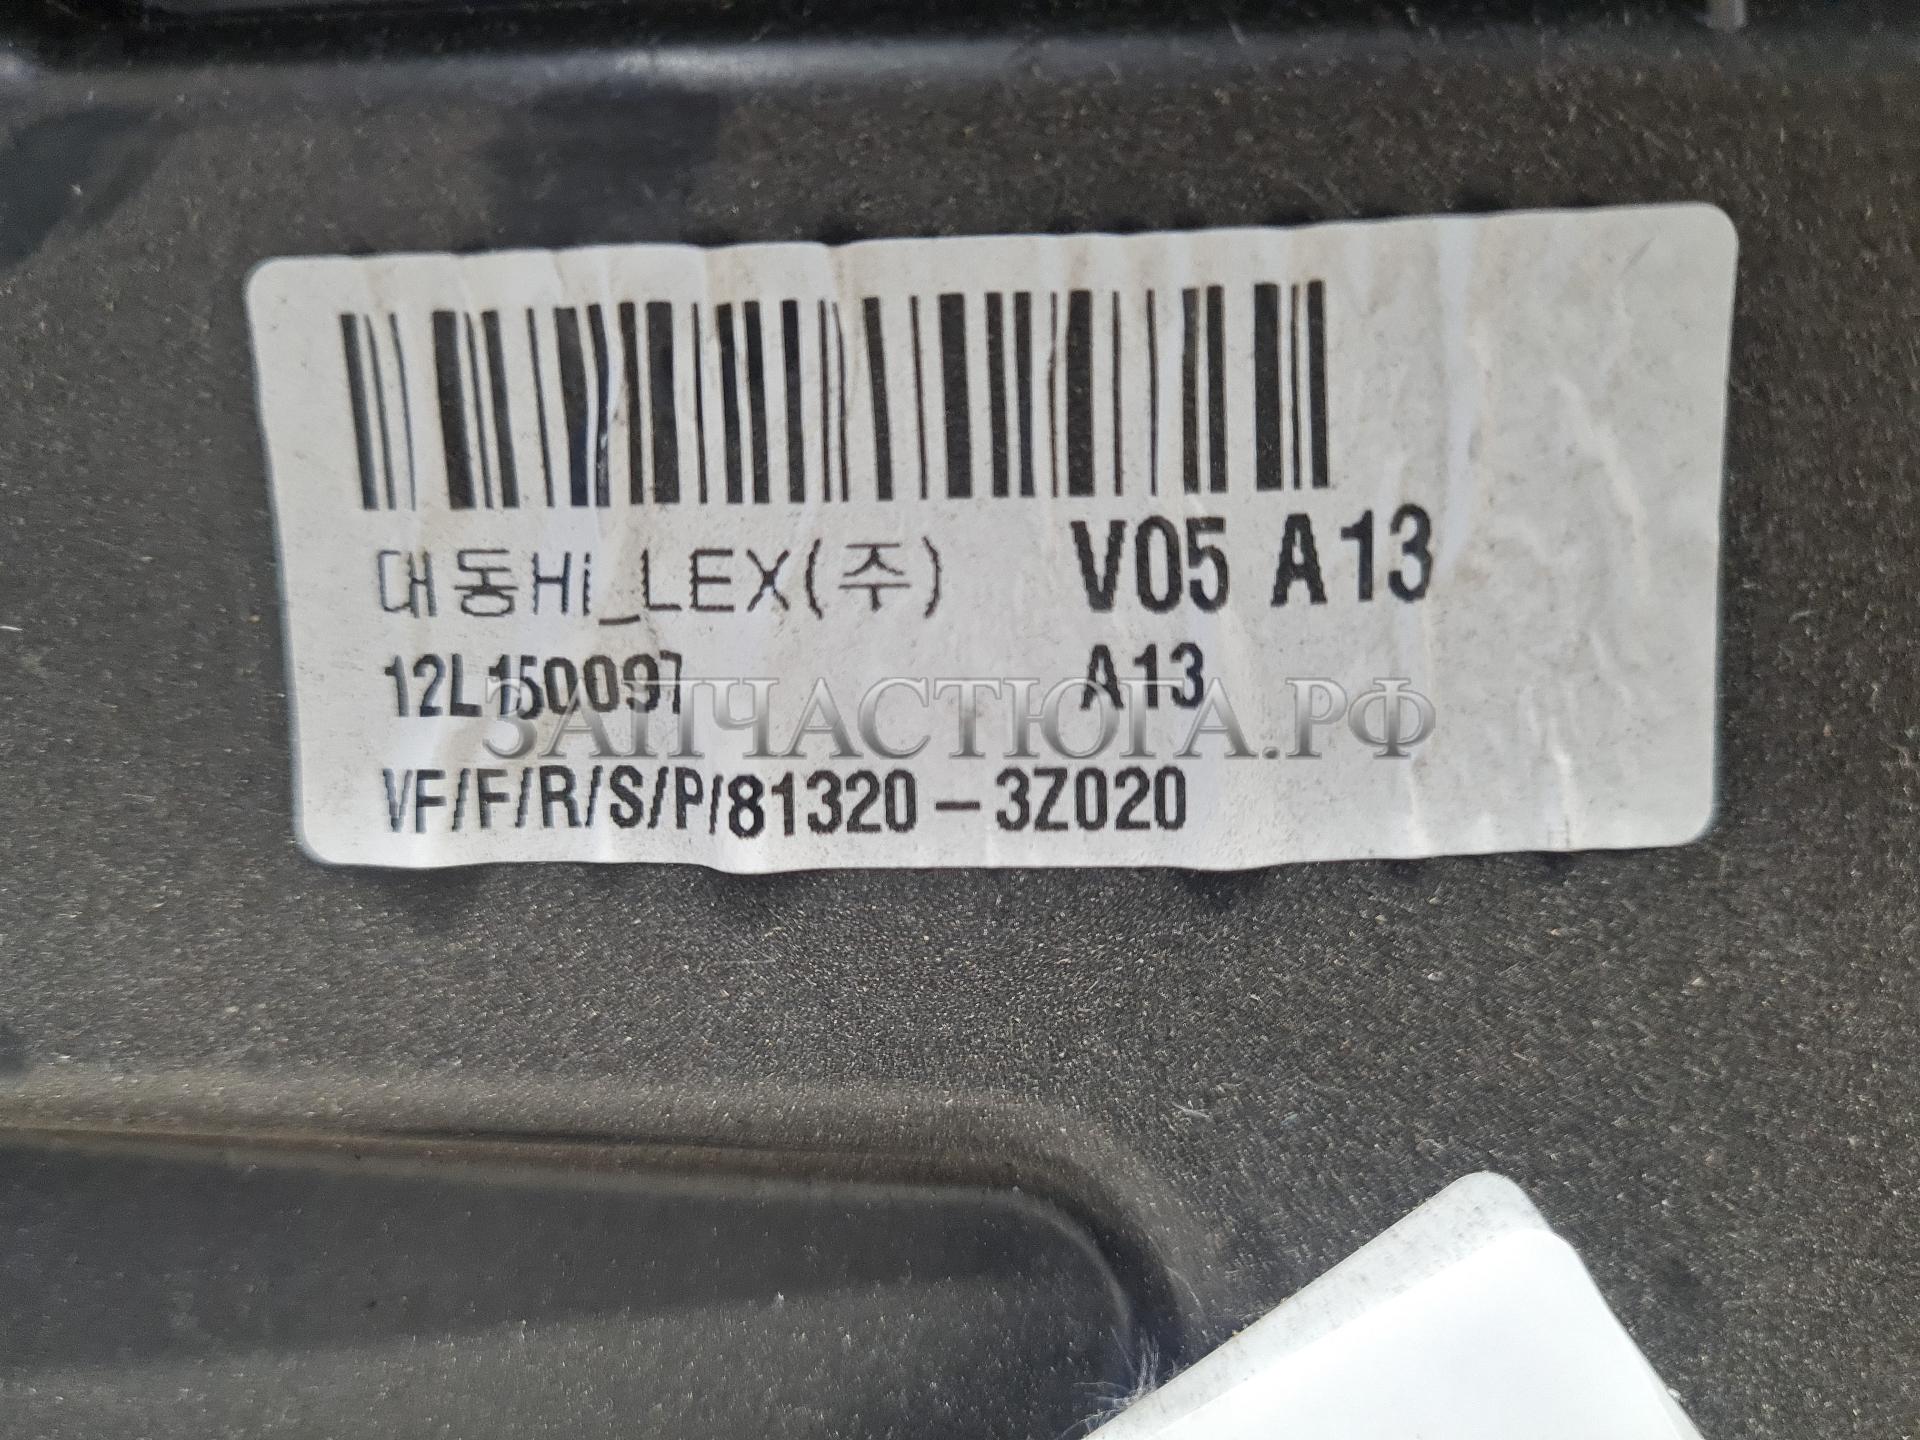 대동Hi_LEX(주) V05 A13
12L150097 A13
ЗАПЧАСТЮГА.РФ
VF/F/R/S/P/81320-3Z020